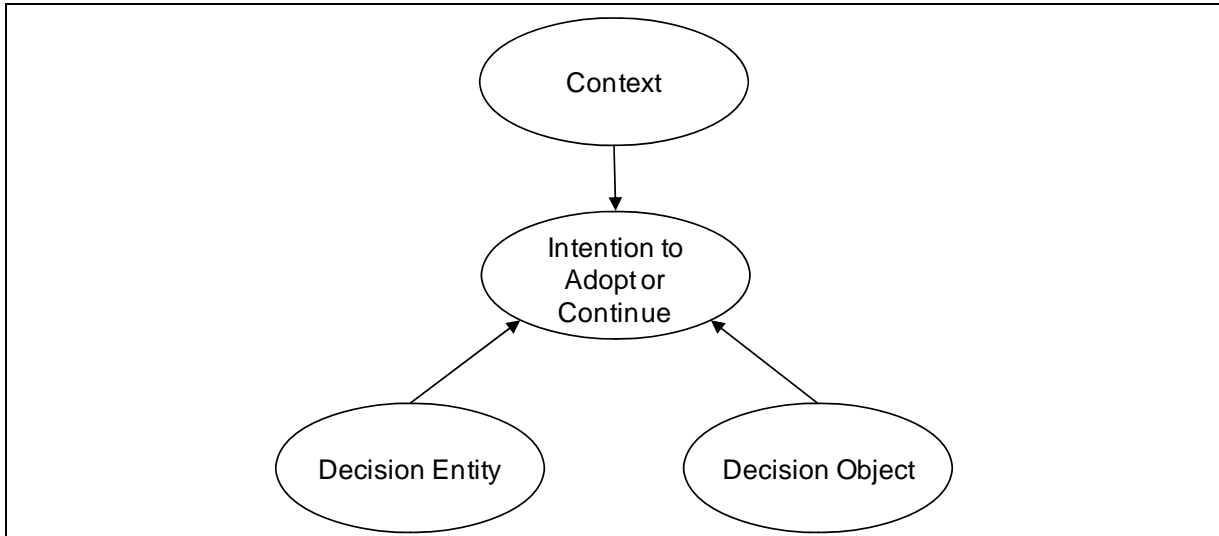 Context
Intention to
Adopt or
Continue
Decision Entity
Decision Object